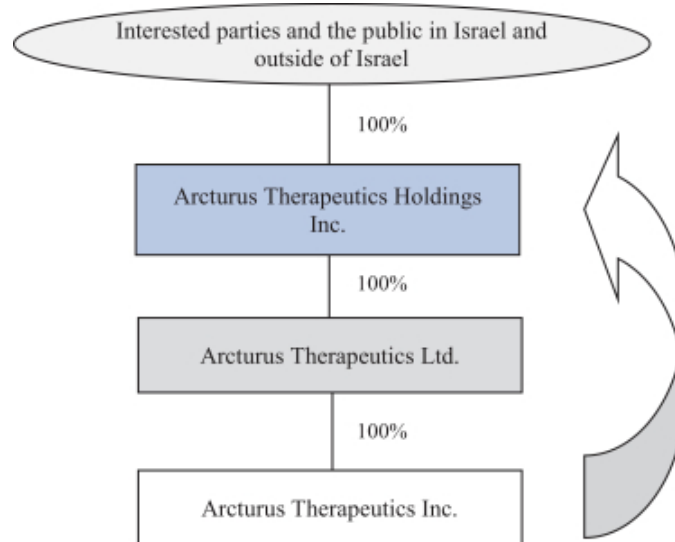 Interested parties and the public in Israel and
outside of Israel
100%
Arcturus Therapeutics Holdings
Inc.
100%
Arcturus Therapeutics Ltd.
100%
Arcturus Therapeutics Inc.